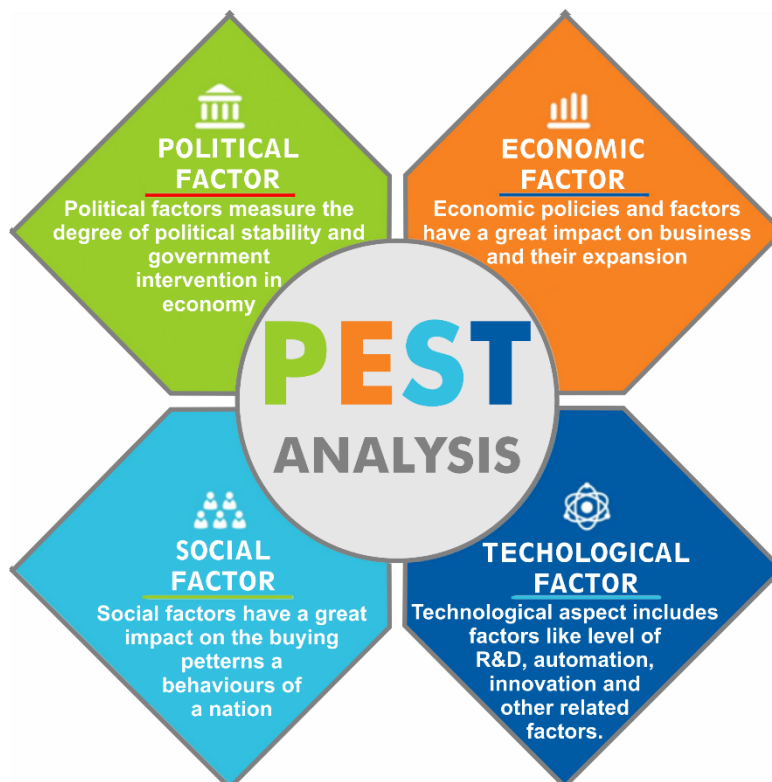 POLITICAL
FACTOR
Political factors measure the
degree of political stability and
government
intervention in
economy
ECONOMIC
FACTOR
Economic policies and factors
have a great impact on business
and their expansion
PEST
ANALYSIS
SOCIAL
FACTOR
Social factors have a great
impact on the buying
petterns a
behaviours of
a nation
TECHOLOGICAL
FACTOR
Technological aspect includes
factors like level of
R&D, automation,
innovation and
other related
factors.